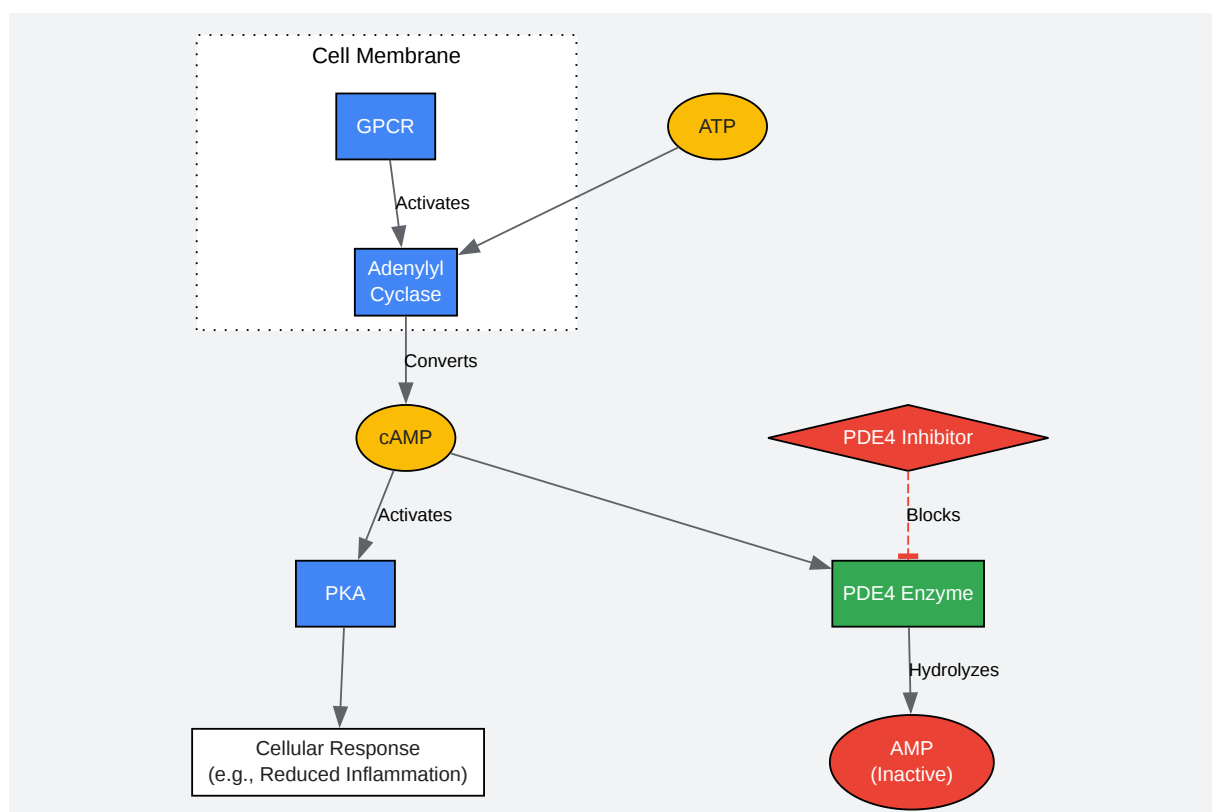 Cell Membrane
GPCR
ATP
Activates
Adenylyl
Cyclase
Converts
cAMP
PDE4 Inhibitor
Activates
Blocks
PKA
PDE4 Enzyme
Hydrolyzes
Cellular Response
(e.g., Reduced Inflammation)
AMP
(Inactive)